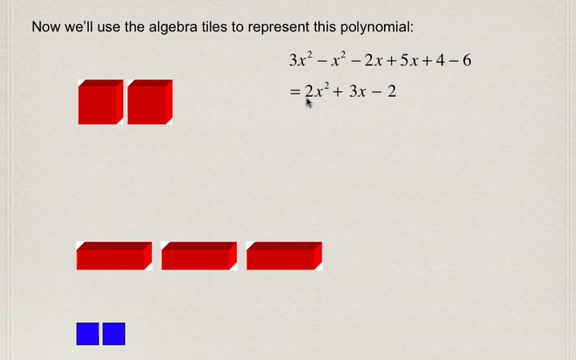 Now we'll use the algebra tiles to represent this polynomial:
3x² − x² − 2x + 5x + 4 − 6
= 2x² + 3x − 2